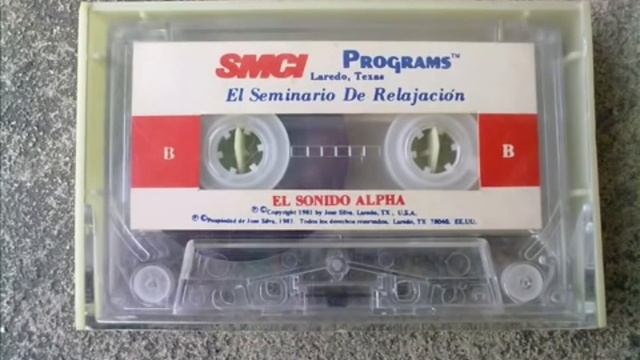 SMCI PROGRAMS™
Laredo, Texas
El Seminario De Relajación
B B
EL SONIDO ALPHA
℗ © Copyright 1981 by Jose Silva. Laredo, TX., U.S.A.
℗ © Propiedad de Jose Silva, 1981. Todos los derechos reservados. Laredo, TX 78040. EE.UU.